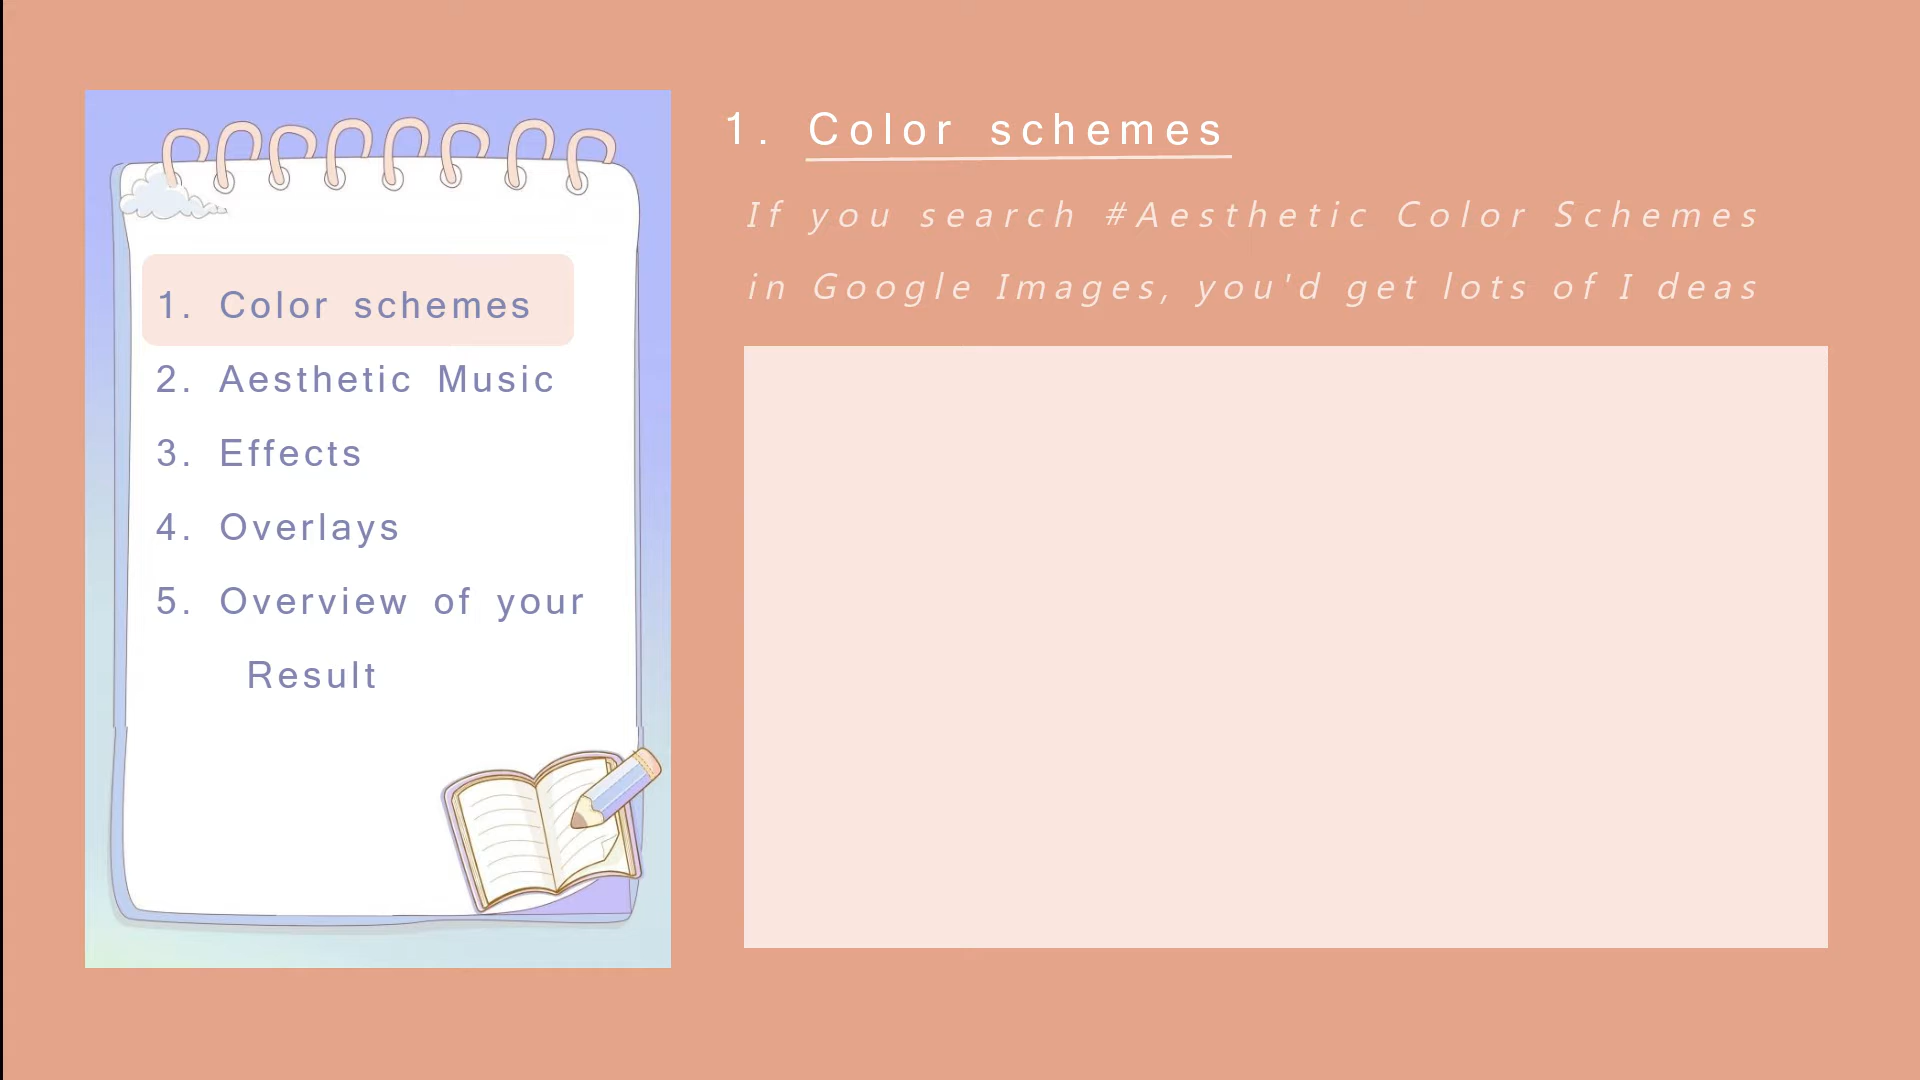 1. Color schemes
2. Aesthetic Music
3. Effects
4. Overlays
5. Overview of your
Result
1. Color schemes
If you search #Aesthetic Color Schemes
in Google Images, you'd get lots of I deas